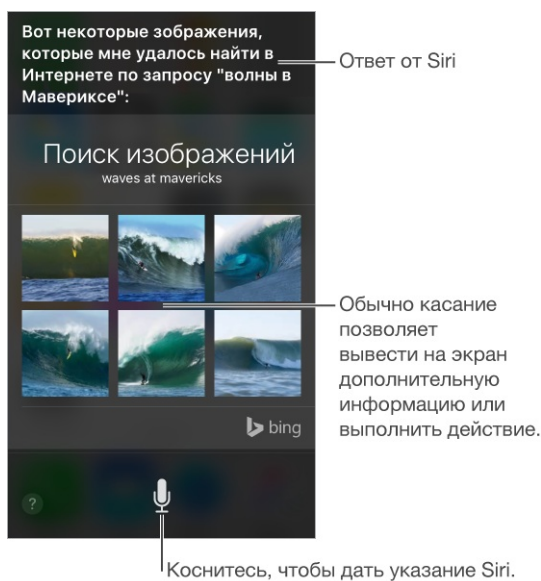 Вот некоторые зображения,
которые мне удалось найти в
Интернете по запросу "волны в
Мавериксе":
Ответ от Siri
Поиск изображений
waves at mavericks
Обычно касание
позволяет
вывести на экран
дополнительную
информацию или
выполнить действие.
bing
?
Коснитесь, чтобы дать указание Siri.